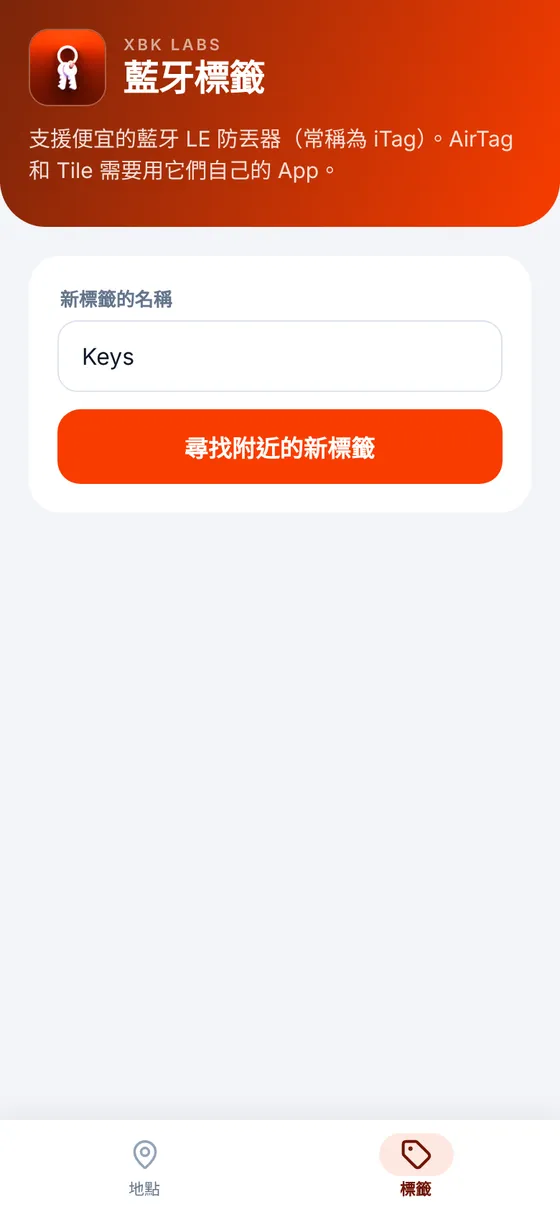 XBK LABS
藍牙標籤
支援便宜的藍牙 LE 防丟器（常稱為 iTag）。AirTag
和 Tile 需要用它們自己的 App。
新標籤的名稱
Keys
尋找附近的新標籤
地點
標籤